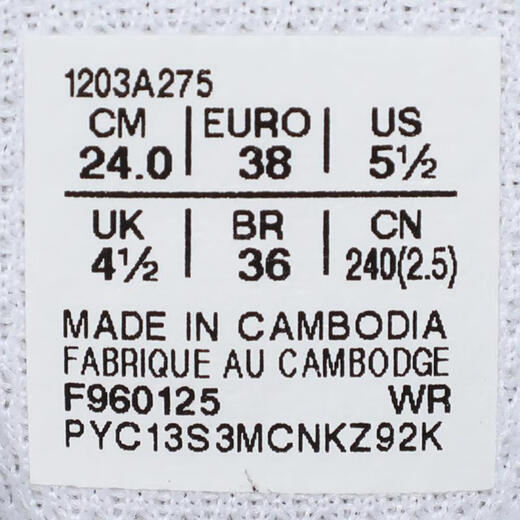 1203A275
CM | EURO | US
24.0 | 38 | 5½
UK | BR | CN
4½ | 36 | 240(2.5)
MADE IN CAMBODIA
FABRIQUE AU CAMBODGE
F960125 WR
PYC13S3MCNKZ92K